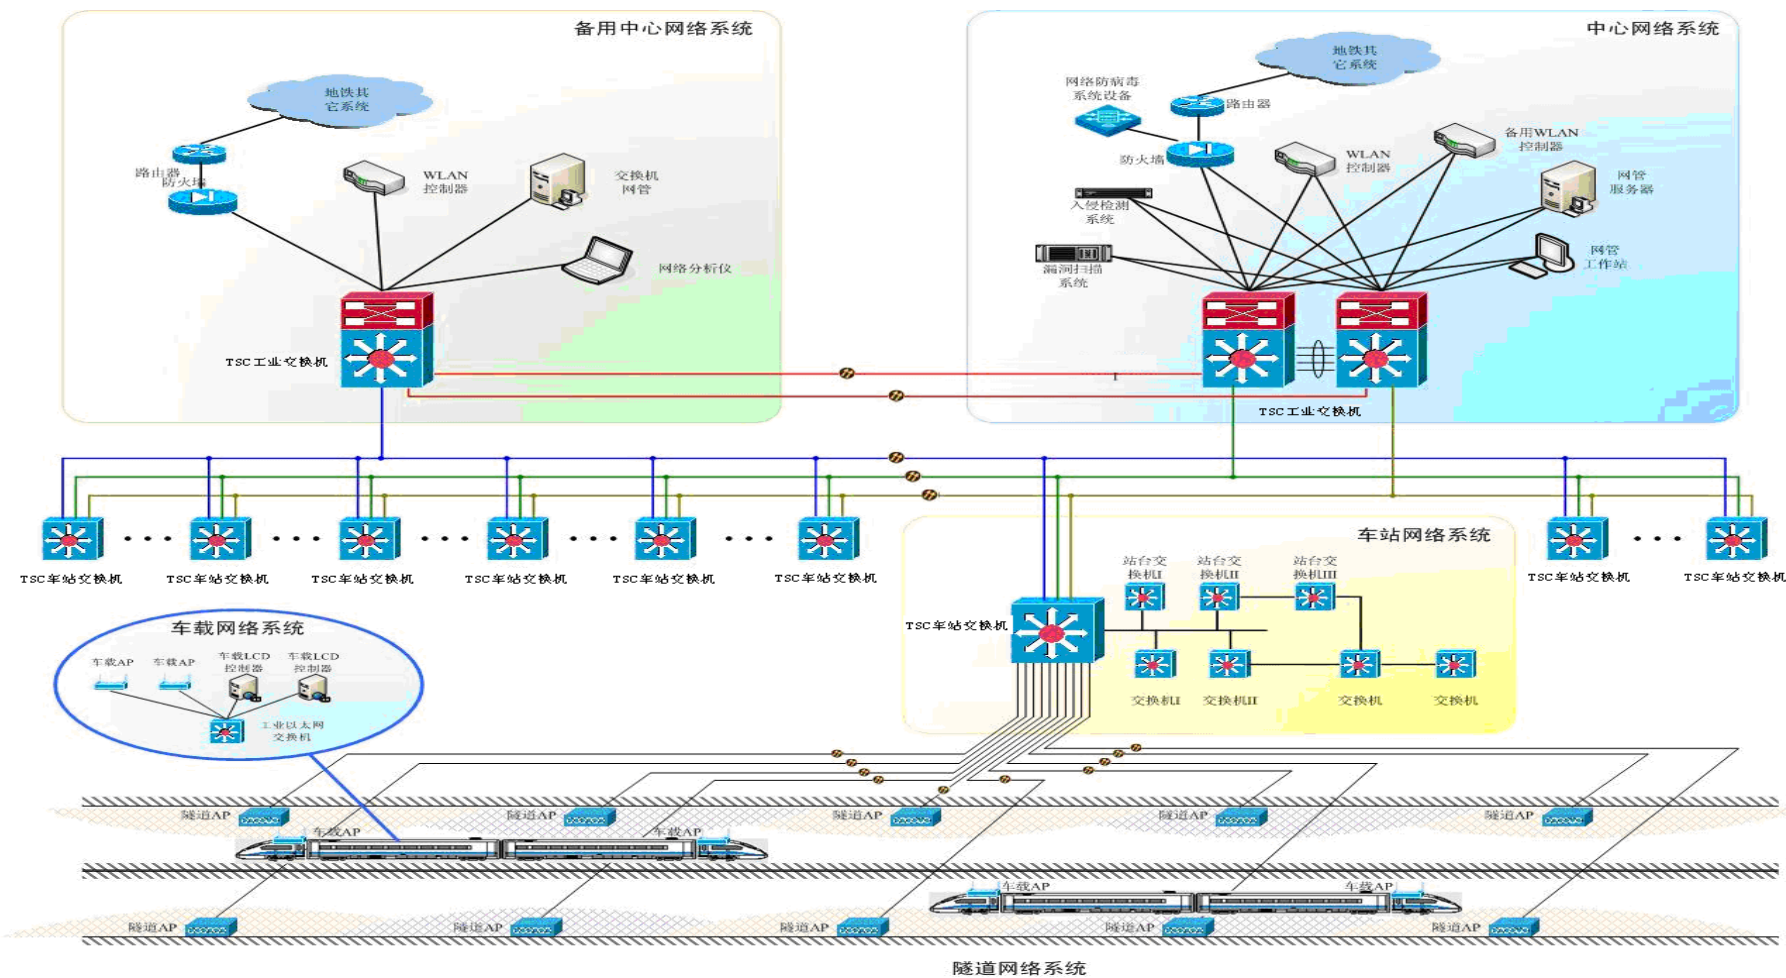 备用中心网络系统
地铁其
它系统
路由器
防火墙
WLAN
控制器
交换机
网管
网络分析仪
TSC工业交换机
中心网络系统
地铁其
它系统
网络防病毒
系统设备
路由器
防火墙
WLAN
控制器
备用WLAN
控制器
入侵检测
系统
网管
服务器
漏洞扫描
系统
网管
工作站
TSC工业交换机
TSC车站交换机
TSC车站交换机
TSC车站交换机
TSC车站交换机
TSC车站交换机
TSC车站交换机
TSC车站交换机
TSC车站交换机
车站网络系统
站台交
换机I
站台交
换机II
站台交
换机III
TSC车站交换机
交换机I
交换机II
交换机
交换机
车载网络系统
车载AP
车载AP
车载LCD
控制器
车载LCD
控制器
工业以太网
交换机
隧道AP
隧道AP
隧道AP
隧道AP
隧道AP
车载AP
车载AP
车载AP
车载AP
隧道AP
隧道AP
隧道AP
隧道AP
隧道AP
隧道网络系统